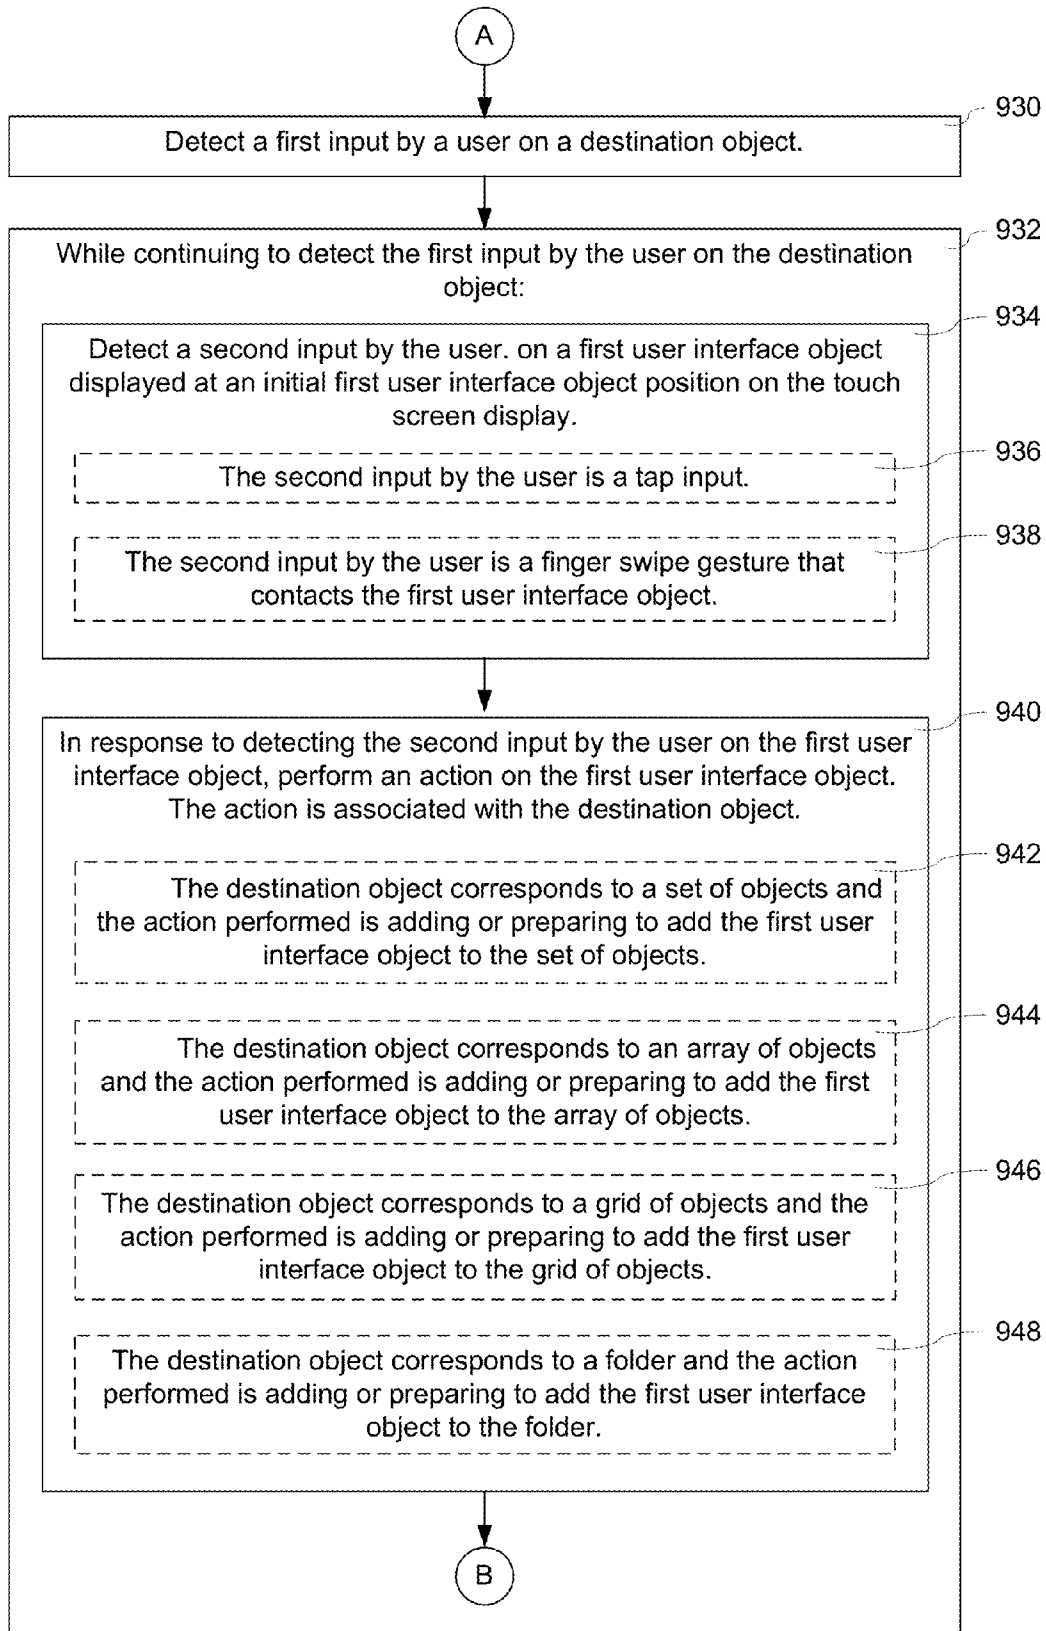 A
930
Detect a first input by a user on a destination object.
932
While continuing to detect the first input by the user on the destination
object:
934
Detect a second input by the user. on a first user interface object
displayed at an initial first user interface object position on the touch
screen display.
936
The second input by the user is a tap input.
938
The second input by the user is a finger swipe gesture that
contacts the first user interface object.
940
In response to detecting the second input by the user on the first user
interface object, perform an action on the first user interface object.
The action is associated with the destination object.
942
The destination object corresponds to a set of objects and
the action performed is adding or preparing to add the first user
interface object to the set of objects.
944
The destination object corresponds to an array of objects
and the action performed is adding or preparing to add the first
user interface object to the array of objects.
946
The destination object corresponds to a grid of objects and the
action performed is adding or preparing to add the first user
interface object to the grid of objects.
948
The destination object corresponds to a folder and the action
performed is adding or preparing to add the first user interface
object to the folder.
B